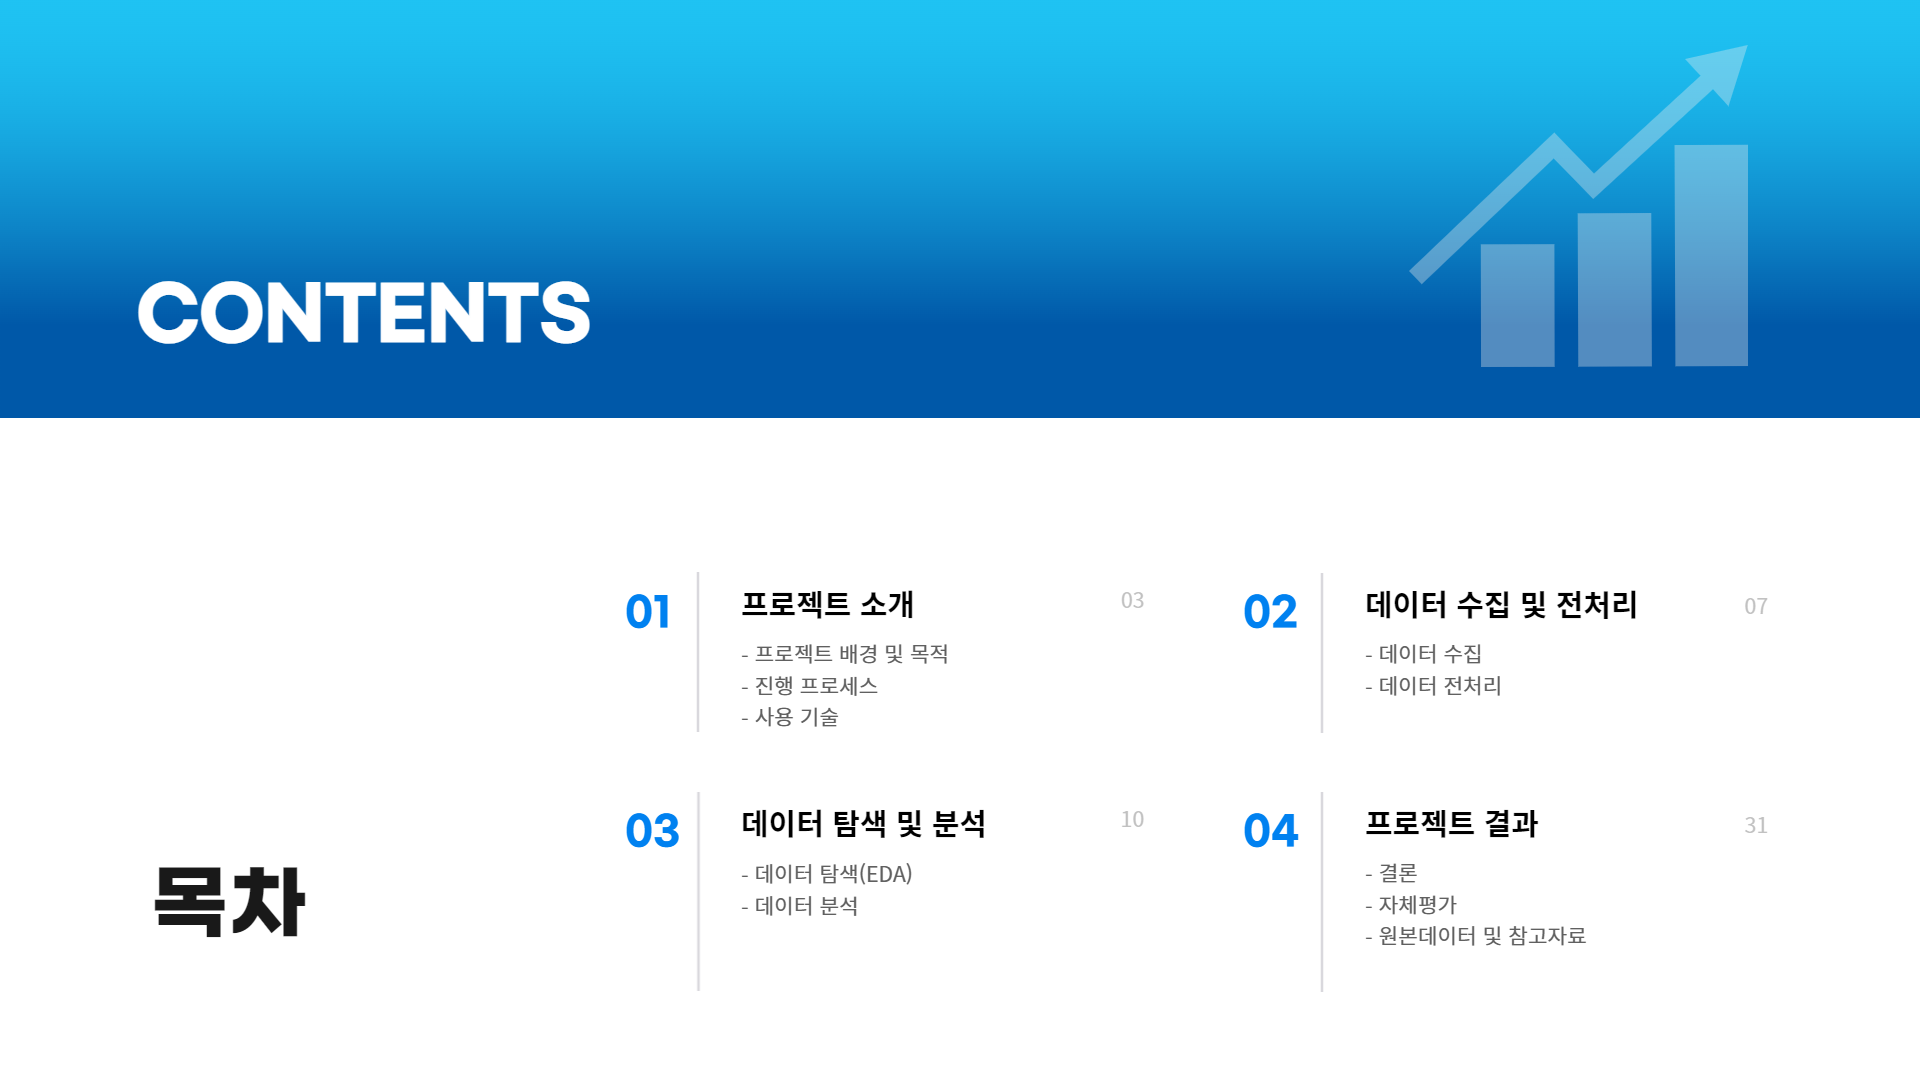 CONTENTS
목차
01
프로젝트 소개
03
- 프로젝트 배경 및 목적
- 진행 프로세스
- 사용 기술
02
데이터 수집 및 전처리
07
- 데이터 수집
- 데이터 전처리
03
데이터 탐색 및 분석
10
- 데이터 탐색(EDA)
- 데이터 분석
04
프로젝트 결과
31
- 결론
- 자체평가
- 원본데이터 및 참고자료